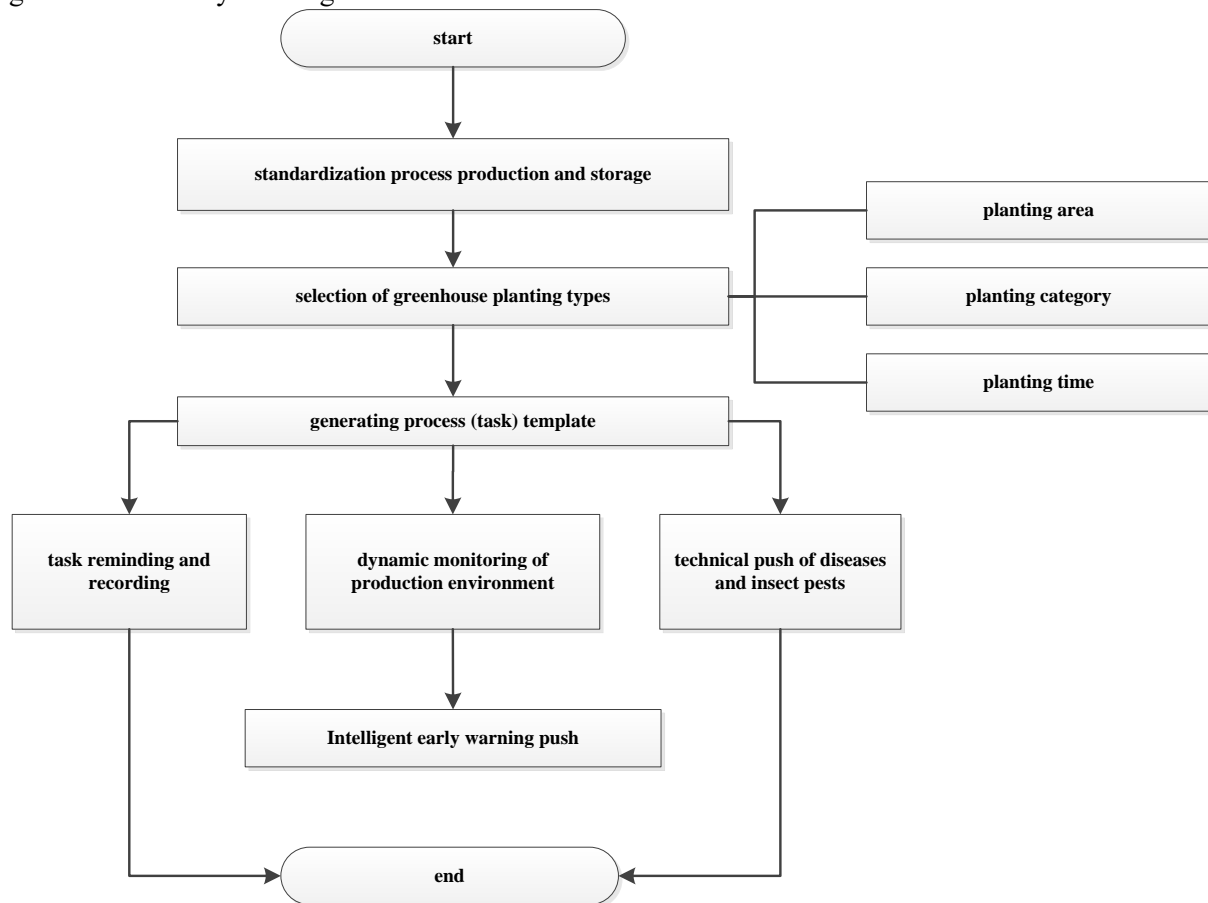 start
standardization process production and storage
planting area
selection of greenhouse planting types
planting category
planting time
generating process (task) template
task reminding and
recording
dynamic monitoring of
production environment
technical push of diseases
and insect pests
Intelligent early warning push
end